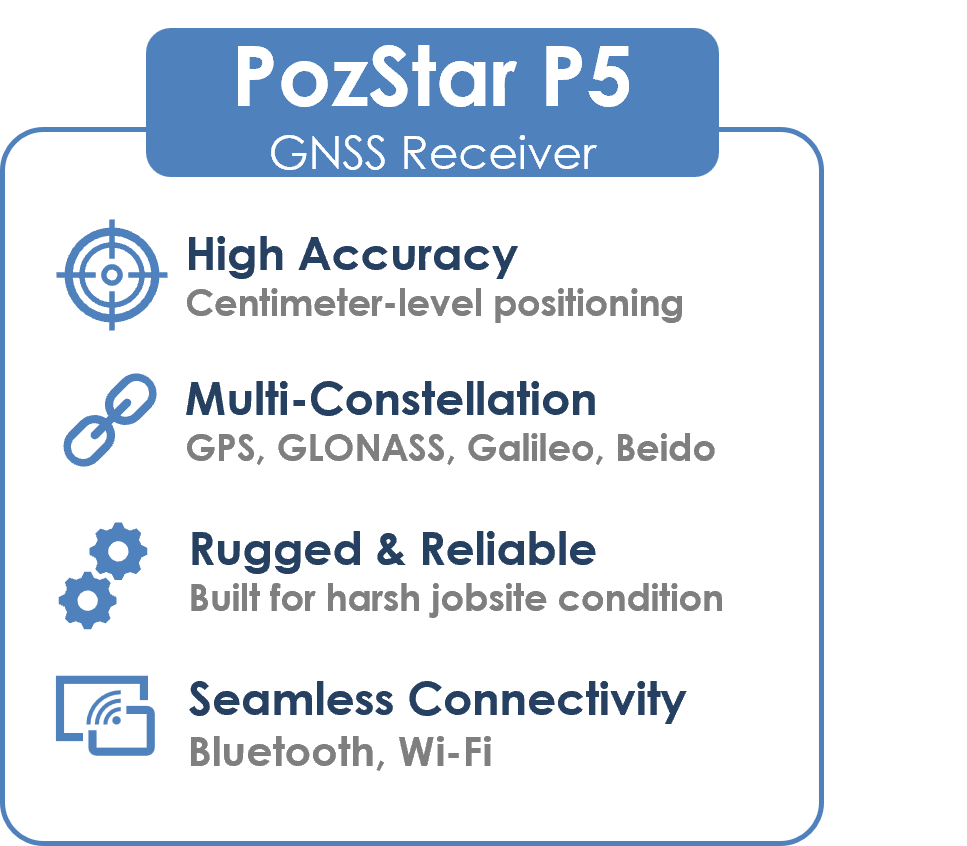 PozStar P5
GNSS Receiver
High Accuracy
Centimeter-level positioning
Multi-Constellation
GPS, GLONASS, Galileo, Beido
Rugged & Reliable
Built for harsh jobsite condition
Seamless Connectivity
Bluetooth, Wi-Fi